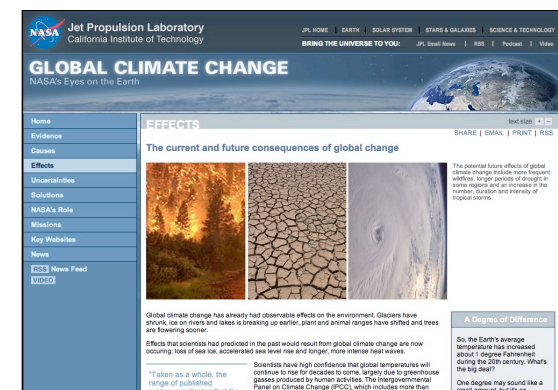 NASA
Jet Propulsion Laboratory
California Institute of Technology
JPL HOME | EARTH | SOLAR SYSTEM | STARS & GALAXIES | SCIENCE & TECHNOLOGY
BRING THE UNIVERSE TO YOU: JPL Email News | RSS | Podcast | Video
GLOBAL CLIMATE CHANGE
NASA's Eyes on the Earth
Home
Evidence
Causes
Effects
Uncertainties
Solutions
NASA's Role
Missions
Key Websites
News
RSS News Feed
VIDEO
EFFECTS
text size + –
SHARE | EMAIL | PRINT | RSS
The current and future consequences of global change
The potential future effects of global
climate change include more frequent
wildfires, longer periods of drought in
some regions and an increase in the
number, duration and intensity of
tropical storms.
Global climate change has already had observable effects on the environment. Glaciers have
shrunk, ice on rivers and lakes is breaking up earlier, plant and animal ranges have shifted and trees
are flowering sooner.
Effects that scientists had predicted in the past would result from global climate change are now
occuring: loss of sea ice, accelerated sea level rise and longer, more intense heat waves.
"Taken as a whole, the
range of published
Scientists have high confidence that global temperatures will
continue to rise for decades to come, largely due to greenhouse
gasses produced by human activities. The Intergovernmental
Panel on Climate Change (IPCC), which includes more than
A Degree of Difference
So, the Earth's average
temperature has increased
about 1 degree Fahrenheit
during the 20th century. What's
the big deal?
One degree may sound like a